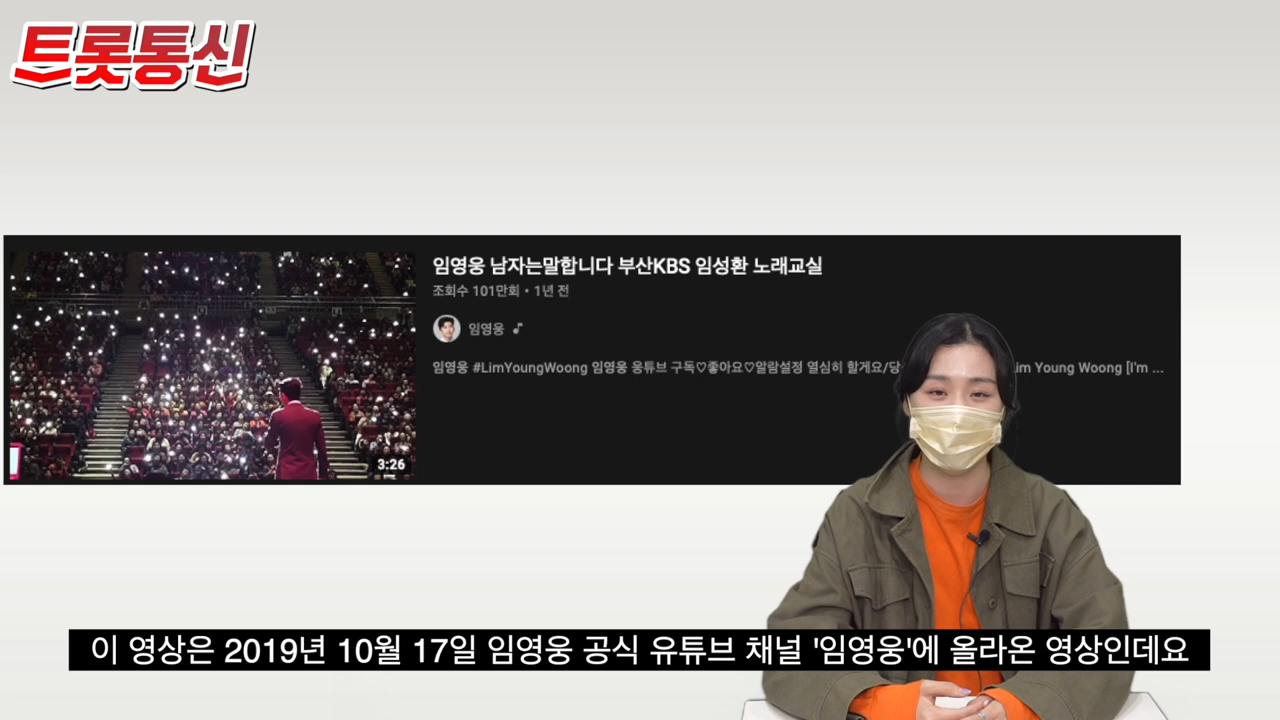 트롯통신
임영웅 남자는말합니다 부산KBS 임성환 노래교실
조회수 101만회 • 1년 전
임영웅
임영웅 #LimYoungWoong 임영웅 웅튜브 구독♡좋아요♡알람설정 열심히 할게요/당 Young Woong [I'm ...
3:26
이 영상은 2019년 10월 17일 임영웅 공식 유튜브 채널 '임영웅'에 올라온 영상인데요